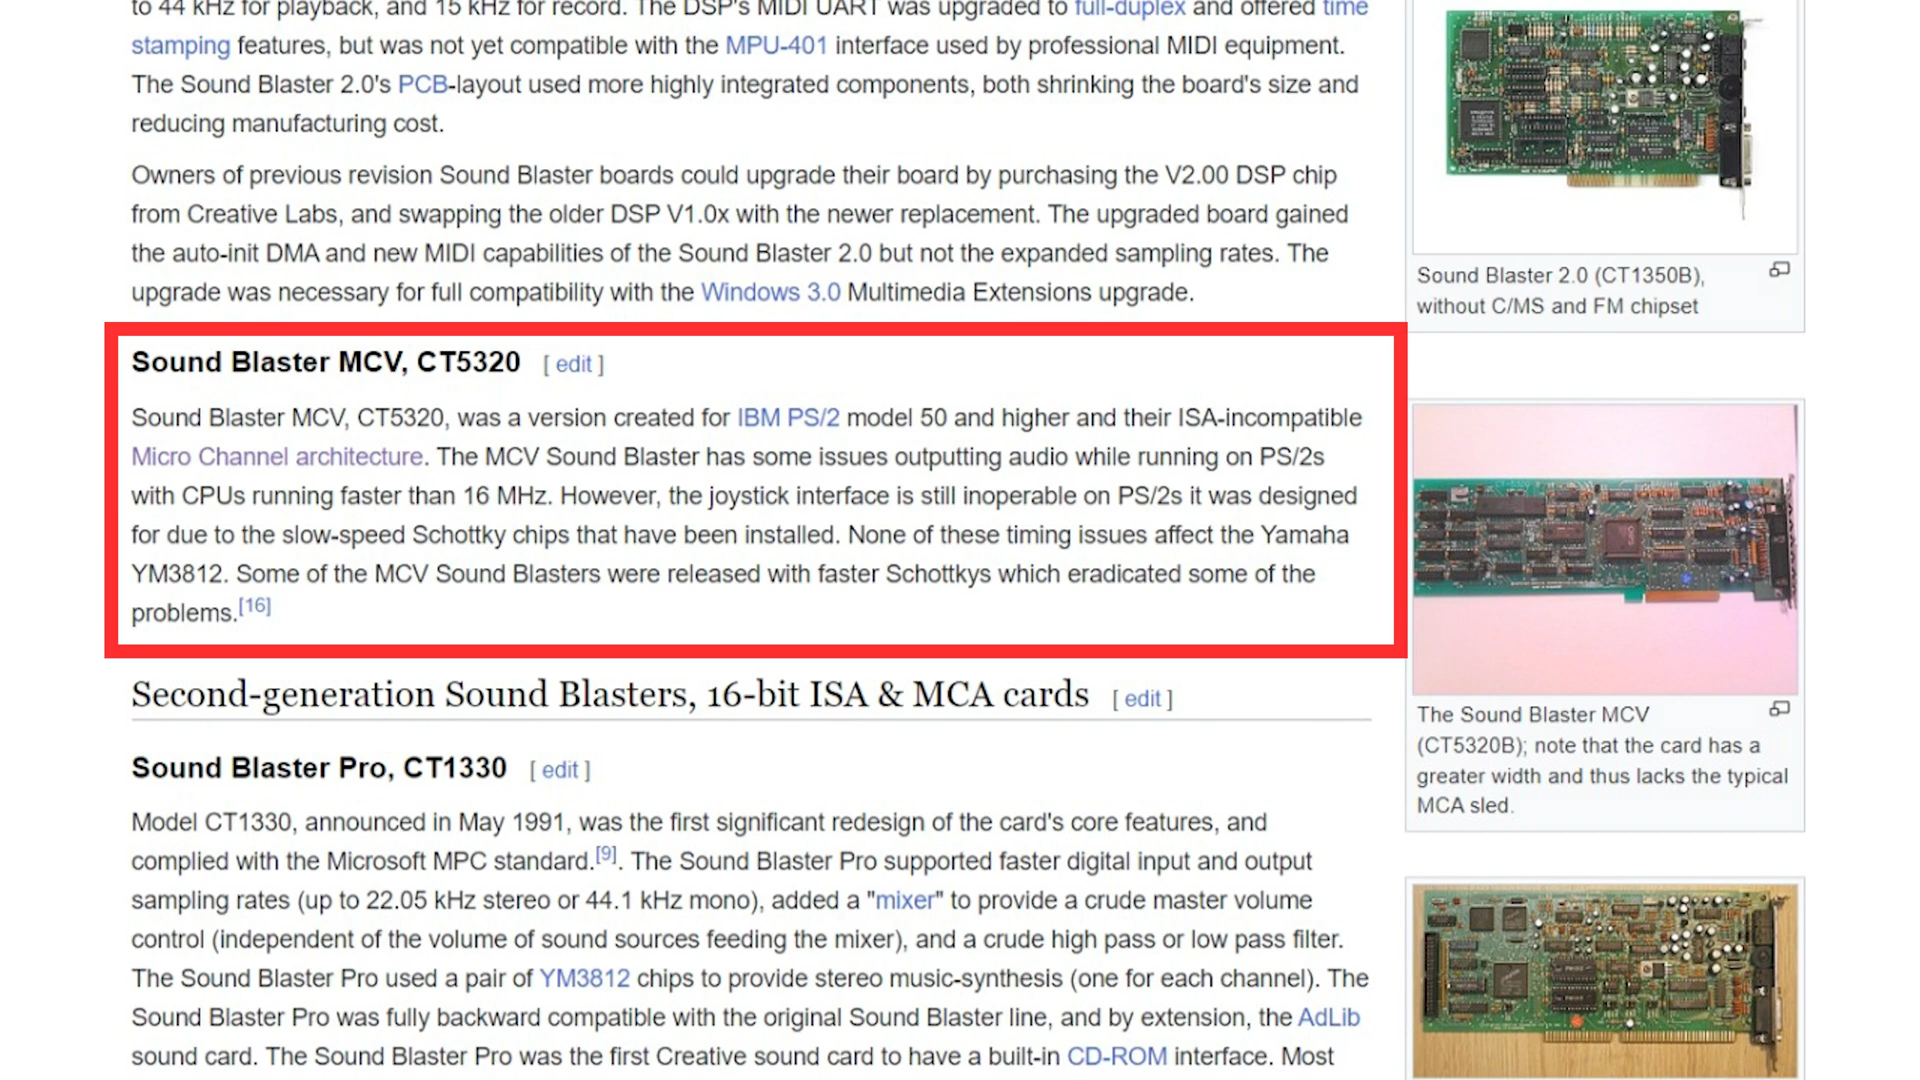 to 44 kHz for playback, and 15 kHz for record. The DSP's MIDI UART was upgraded to full-duplex and offered time
stamping features, but was not yet compatible with the MPU-401 interface used by professional MIDI equipment.
The Sound Blaster 2.0's PCB-layout used more highly integrated components, both shrinking the board's size and
reducing manufacturing cost.
Owners of previous revision Sound Blaster boards could upgrade their board by purchasing the V2.00 DSP chip
from Creative Labs, and swapping the older DSP V1.0x with the newer replacement. The upgraded board gained
the auto-init DMA and new MIDI capabilities of the Sound Blaster 2.0 but not the expanded sampling rates. The
upgrade was necessary for full compatibility with the Windows 3.0 Multimedia Extensions upgrade.
Sound Blaster MCV, CT5320 [ edit ]
Sound Blaster MCV, CT5320, was a version created for IBM PS/2 model 50 and higher and their ISA-incompatible
Micro Channel architecture. The MCV Sound Blaster has some issues outputting audio while running on PS/2s
with CPUs running faster than 16 MHz. However, the joystick interface is still inoperable on PS/2s it was designed
for due to the slow-speed Schottky chips that have been installed. None of these timing issues affect the Yamaha
YM3812. Some of the MCV Sound Blasters were released with faster Schottkys which eradicated some of the
problems.[16]
Second-generation Sound Blasters, 16-bit ISA & MCA cards [ edit ]
Sound Blaster Pro, CT1330 [ edit ]
Model CT1330, announced in May 1991, was the first significant redesign of the card's core features, and
complied with the Microsoft MPC standard.[9]. The Sound Blaster Pro supported faster digital input and output
sampling rates (up to 22.05 kHz stereo or 44.1 kHz mono), added a "mixer" to provide a crude master volume
control (independent of the volume of sound sources feeding the mixer), and a crude high pass or low pass filter.
The Sound Blaster Pro used a pair of YM3812 chips to provide stereo music-synthesis (one for each channel). The
Sound Blaster Pro was fully backward compatible with the original Sound Blaster line, and by extension, the AdLib
sound card. The Sound Blaster Pro was the first Creative sound card to have a built-in CD-ROM interface. Most
Sound Blaster 2.0 (CT1350B),
without C/MS and FM chipset
The Sound Blaster MCV
(CT5320B); note that the card has a
greater width and thus lacks the typical
MCA sled.